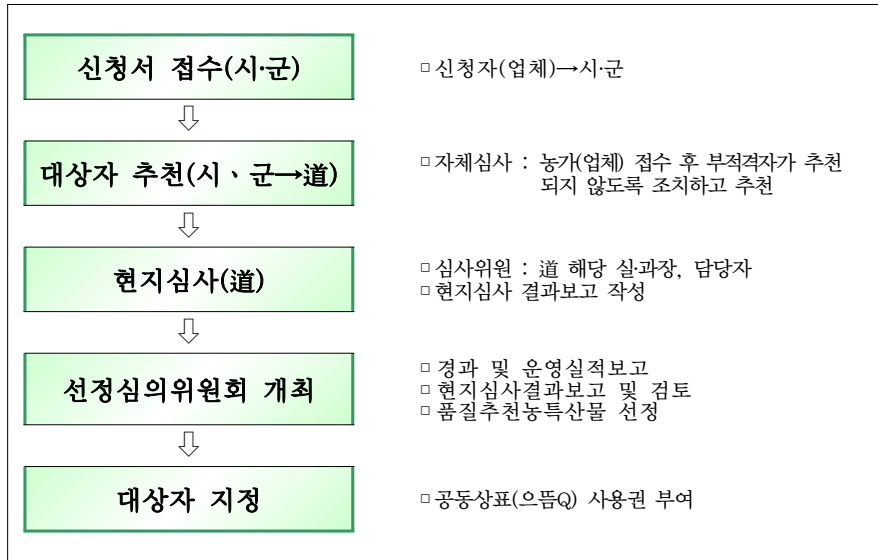 신청서 접수(시·군)
□ 신청자(업체)→시·군
⇩
대상자 추천(시、군→道)
□ 자체심사 : 농가(업체) 접수 후 부적격자가 추천
되지 않도록 조치하고 추천
⇩
현지심사(道)
□ 심사위원 : 道 해당 실·과장, 담당자
□ 현지심사 결과보고 작성
⇩
선정심의위원회 개최
□ 경과 및 운영실적보고
□ 현지심사결과보고 및 검토
□ 품질추천농특산물 선정
⇩
대상자 지정
□ 공동상표(으뜸Q) 사용권 부여